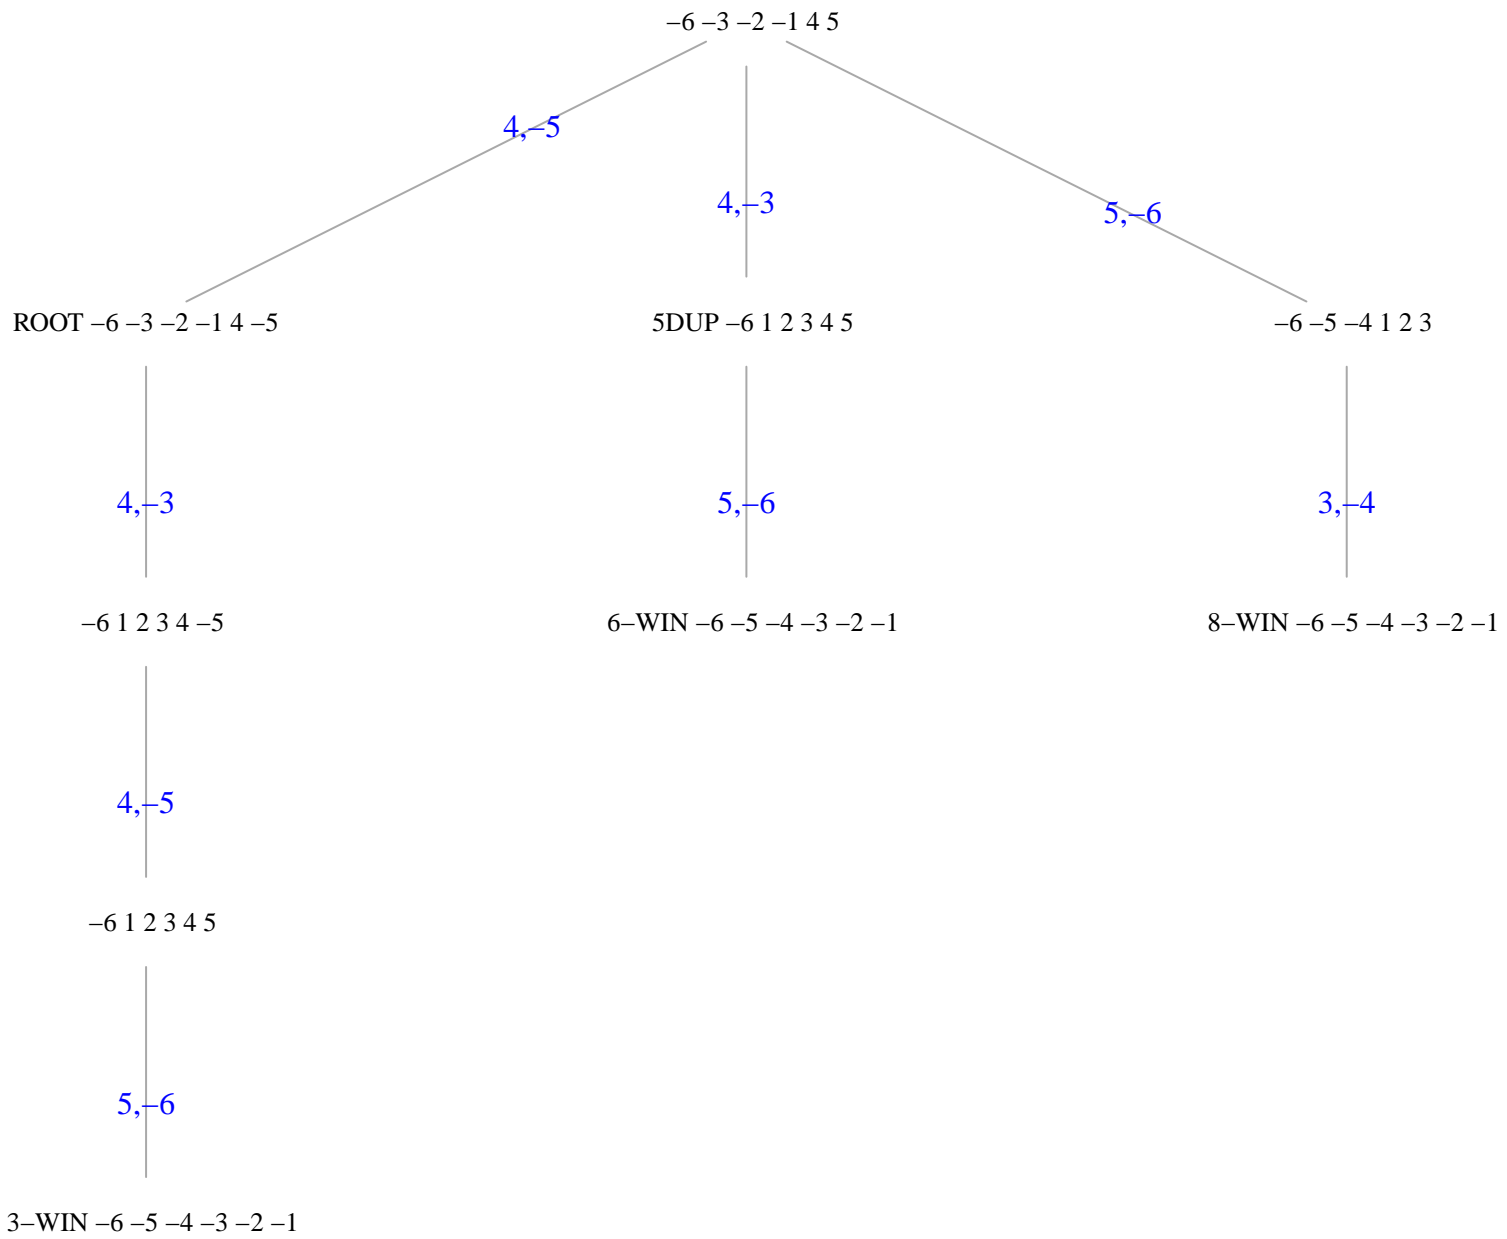 –6 –3 –2 –1 4 5
4,–5
4,–3
5,–6
ROOT –6 –3 –2 –1 4 –5
5DUP –6 1 2 3 4 5
–6 –5 –4 1 2 3
4,–3
5,–6
3,–4
–6 1 2 3 4 –5
6–WIN –6 –5 –4 –3 –2 –1
8–WIN –6 –5 –4 –3 –2 –1
4,–5
–6 1 2 3 4 5
5,–6
3–WIN –6 –5 –4 –3 –2 –1